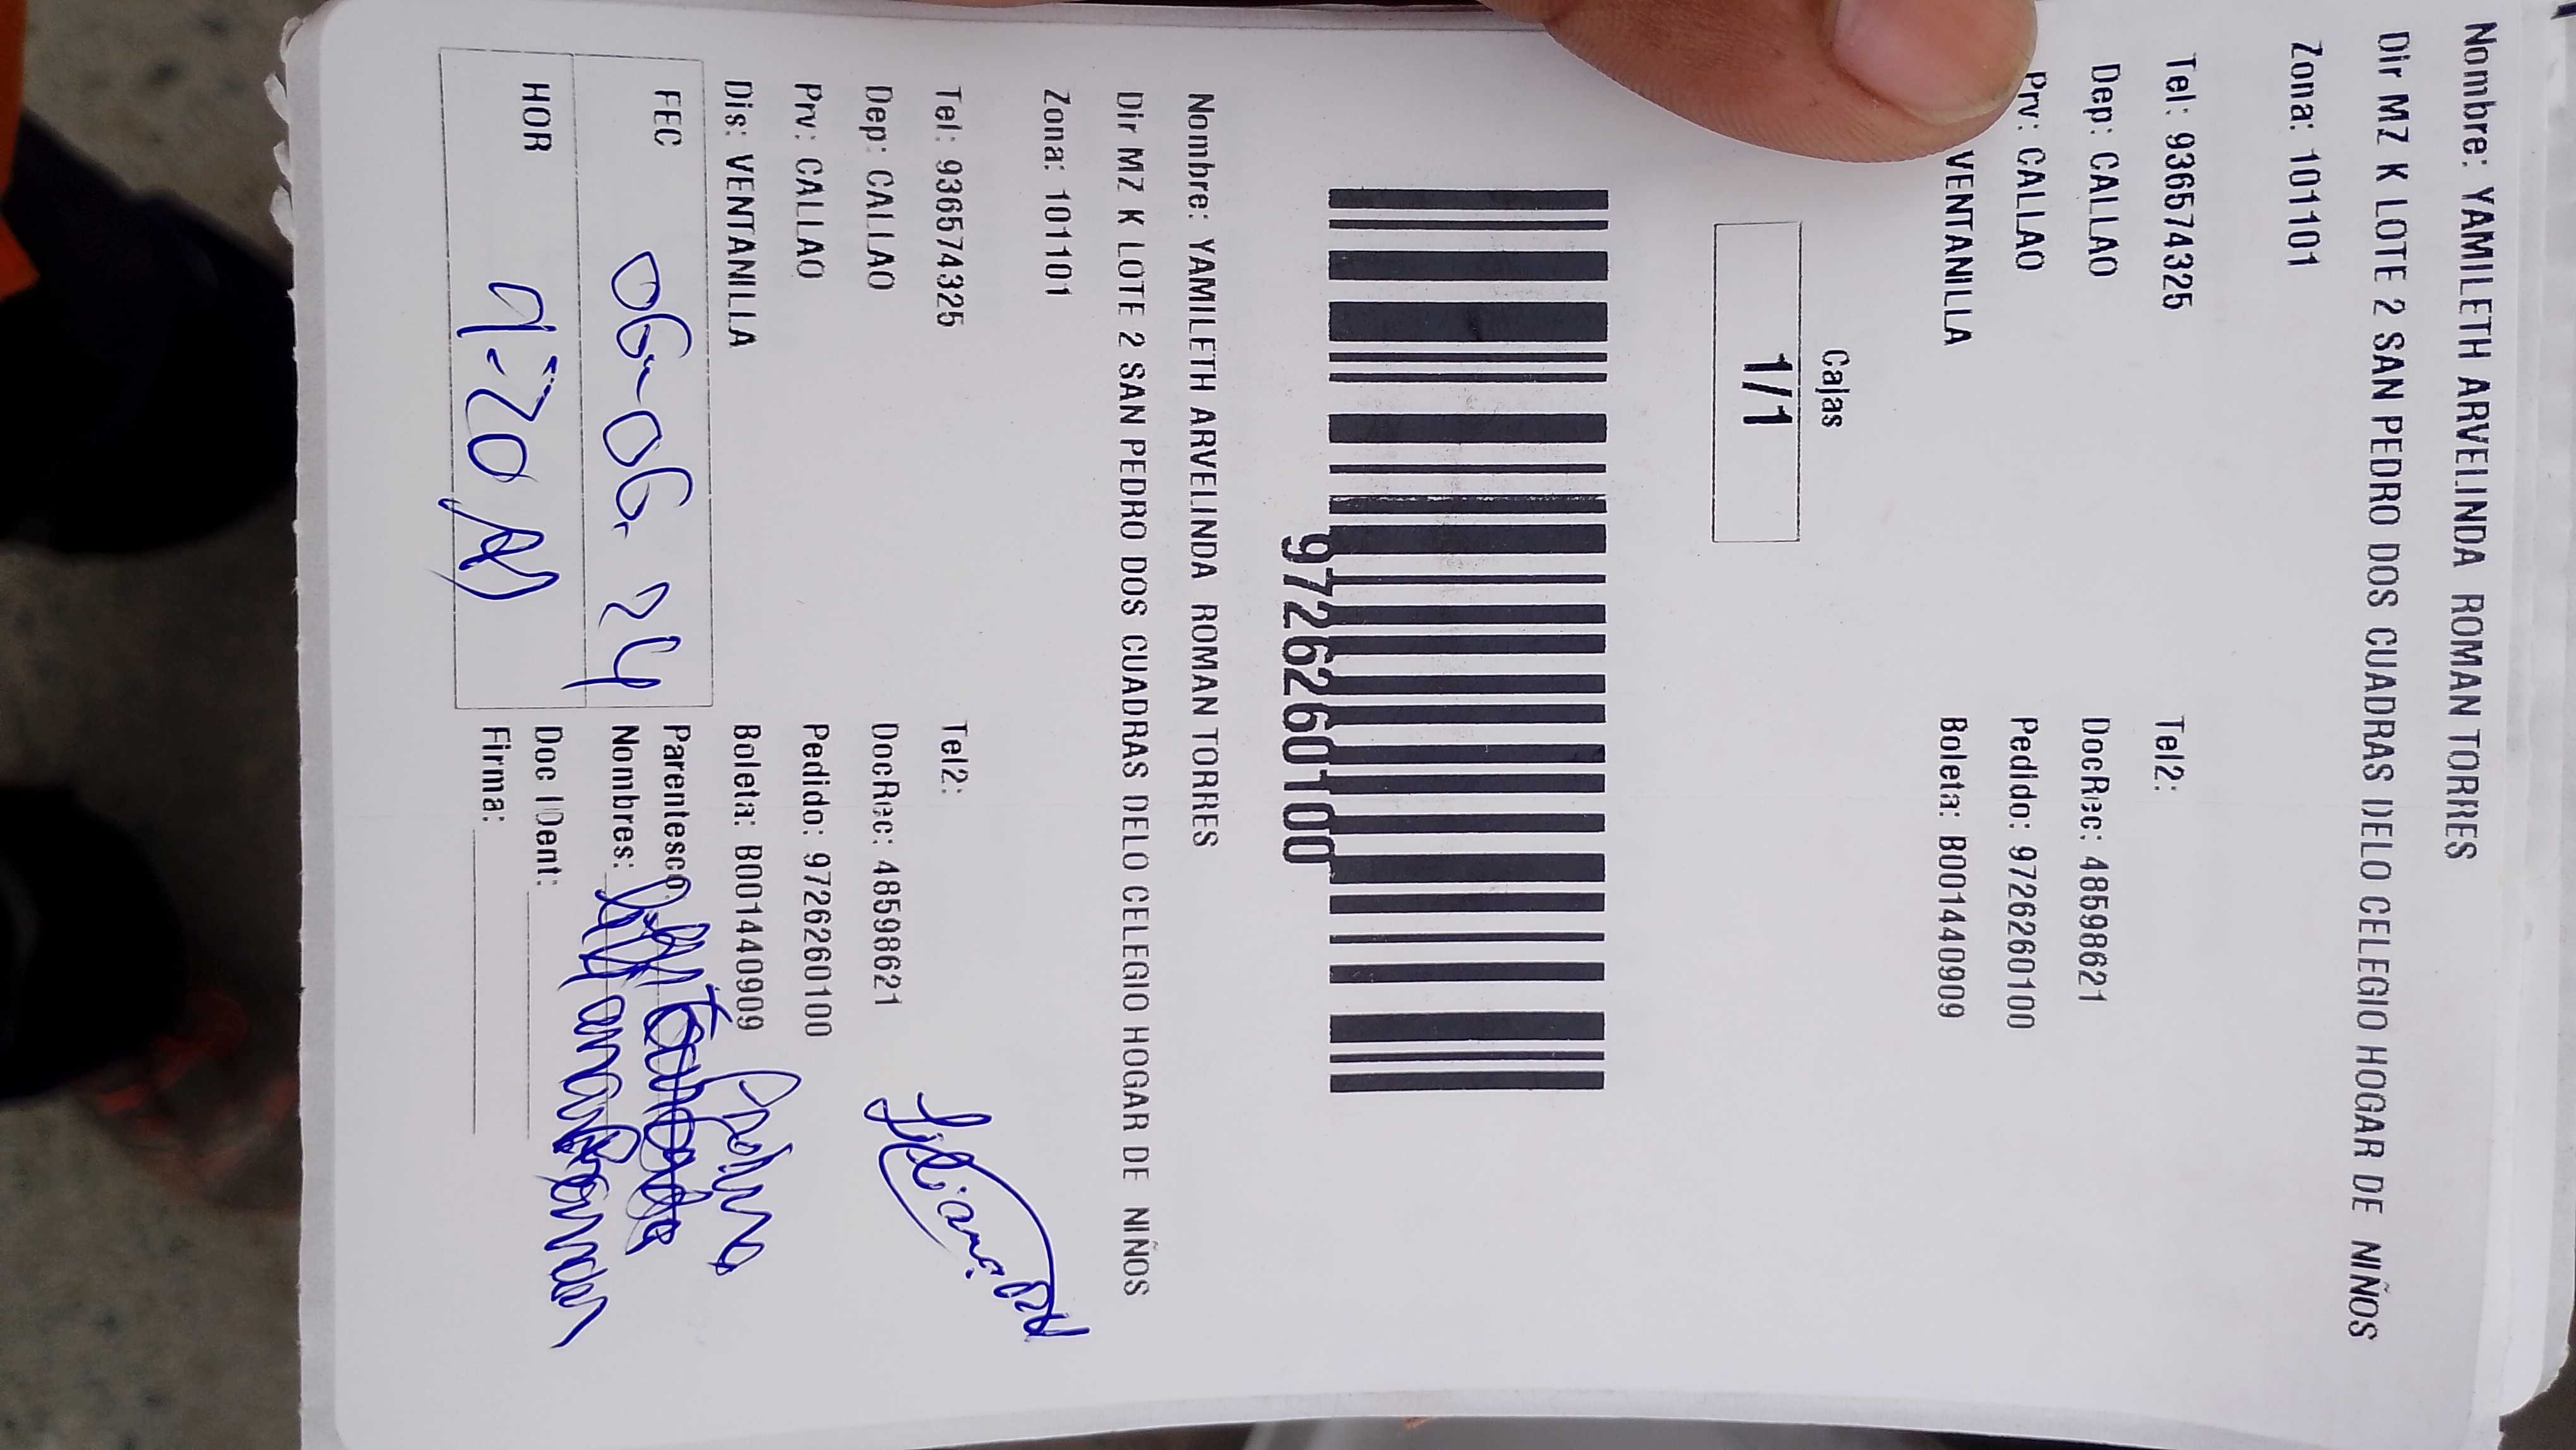 Nombre: YAMILETH ARVELINDA ROMAN TORRES
Dir MZ K LOTE 2 SAN PEDRO DOS CUADRAS DELO CELEGIO HOGAR DE NIÑOS
Zona: 101101
Tel: 936574325 Tel2:
Dep: CALLAO DocRec: 48598621
Prv: CALLAO Pedido: 9726260100
VENTANILLA Boleta: B001440909
Cajas
1/1
9726260100
Nombre: YAMILETH ARVELINDA ROMAN TORRES
Dir MZ K LOTE 2 SAN PEDRO DOS CUADRAS DELO CELEGIO HOGAR DE NIÑOS
Zona: 101101
Tel: 936574325 Tel2:
Dep: CALLAO DocRec: 48598621
Prv: CALLAO Pedido: 9726260100
Dis: VENTANILLA Boleta: B001440909
FEC 06-06-24 Parentesco:
Nombres:
HOR Doc IDent:
Firma: